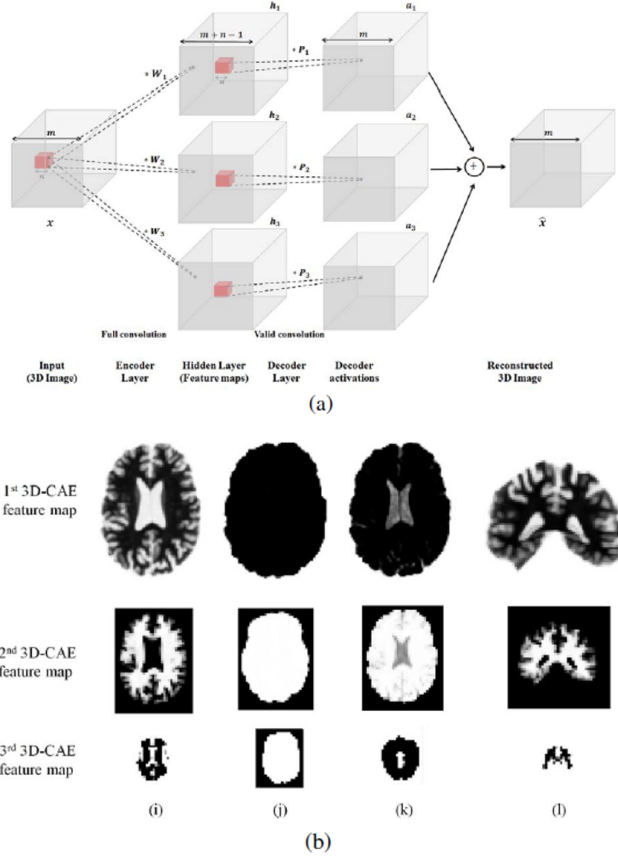 h₁ a₁
m + n − 1 m
* W₁ * P₁
n
h₂ a₂
m m
n * W₂ * P₂
x x̂
h₃ a₃
* W₃ * P₃
Full convolution Valid convolution
Input Encoder Hidden Layer Decoder Decoder Reconstructed
(3D Image) Layer (Feature maps) Layer activations 3D Image
(a)
1st 3D-CAE
feature map
2nd 3D-CAE
feature map
3rd 3D-CAE
feature map
(i) (j) (k) (l)
(b)